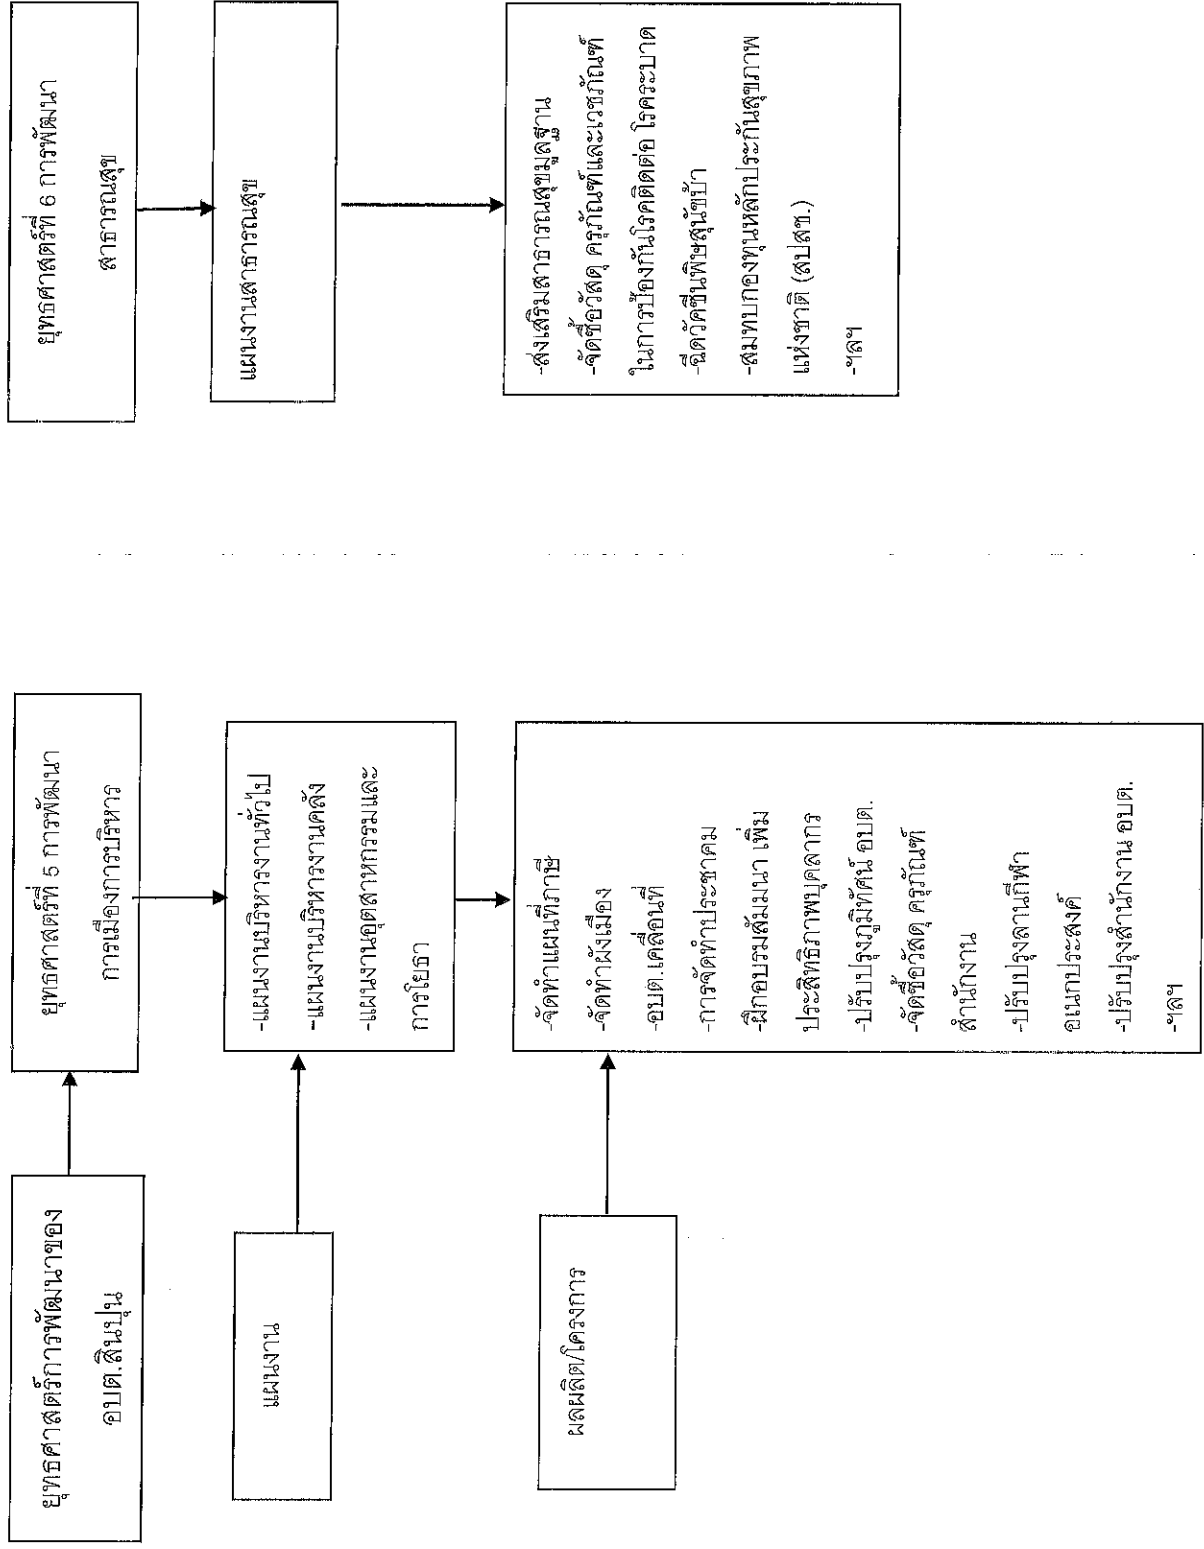 ยุทธศาสตร์การพัฒนาของ
อบต.สินปุน
ยุทธศาสตร์ที่ 5 การพัฒนา
การเมืองการบริหาร
ยุทธศาสตร์ที่ 6 การพัฒนา
สาธารณสุข
แผนงาน
-แผนงานบริหารงานทั่วไป
-แผนงานบริหารงานคลัง
-แผนงานอุตสาหกรรมและ
การโยธา
แผนงานสาธารณสุข
ผลผลิต/โครงการ
-จัดทำแผนที่ภาษี
-จัดทำผังเมือง
-อบต.เคลื่อนที่
-การจัดทำประชาคม
-ฝึกอบรมสัมมนา เพิ่ม
ประสิทธิภาพบุคลากร
-ปรับปรุงภูมิทัศน์ อบต.
-จัดซื้อวัสดุ ครุภัณฑ์
สำนักงาน
-ปรับปรุงลานกีฬา
อเนกประสงค์
-ปรับปรุงสำนักงาน อบต.
-ฯลฯ
-ส่งเสริมสาธารณสุขมูลฐาน
-จัดซื้อวัสดุ ครุภัณฑ์และเวชภัณฑ์
ในการป้องกันโรคติดต่อ โรคระบาด
-ฉีดวัคซีนพิษสุนัขบ้า
-สมทบกองทุนหลักประกันสุขภาพ
แห่งชาติ (สปสช.)
-ฯลฯ